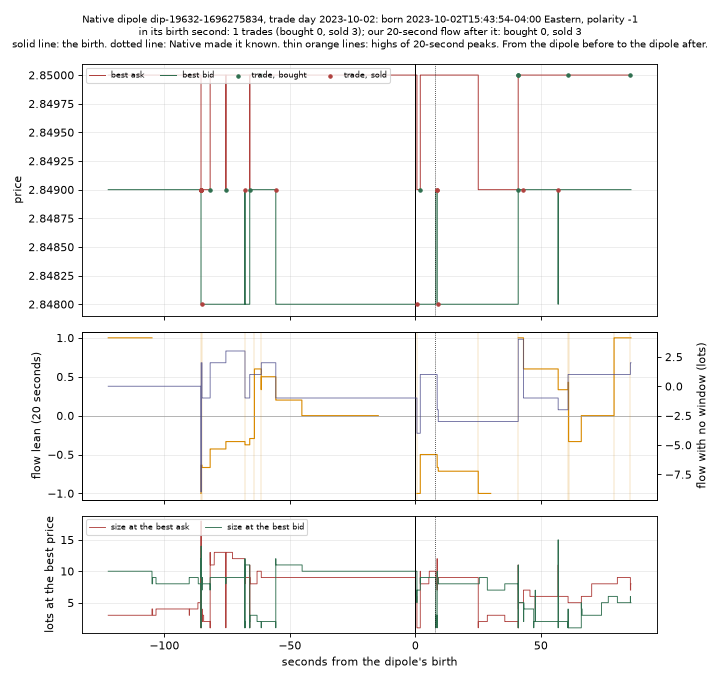 Native dipole dip-19632-1696275834, trade day 2023-10-02: born 2023-10-02T15:43:54-04:00 Eastern, polarity -1
in its birth second: 1 trades (bought 0, sold 3); our 20-second flow after it: bought 0, sold 3
solid line: the birth. dotted line: Native made it known. thin orange lines: highs of 20-second peaks. From the dipole before to the dipole after.
best ask
best bid
trade, bought
trade, sold
2.85000
2.84975
2.84950
2.84925
2.84900
2.84875
2.84850
2.84825
2.84800
price
1.0
0.5
0.0
−0.5
−1.0
flow lean (20 seconds)
2.5
0.0
−2.5
−5.0
−7.5
flow with no window (lots)
size at the best ask
size at the best bid
15
10
5
lots at the best price
−100
−50
0
50
seconds from the dipole's birth